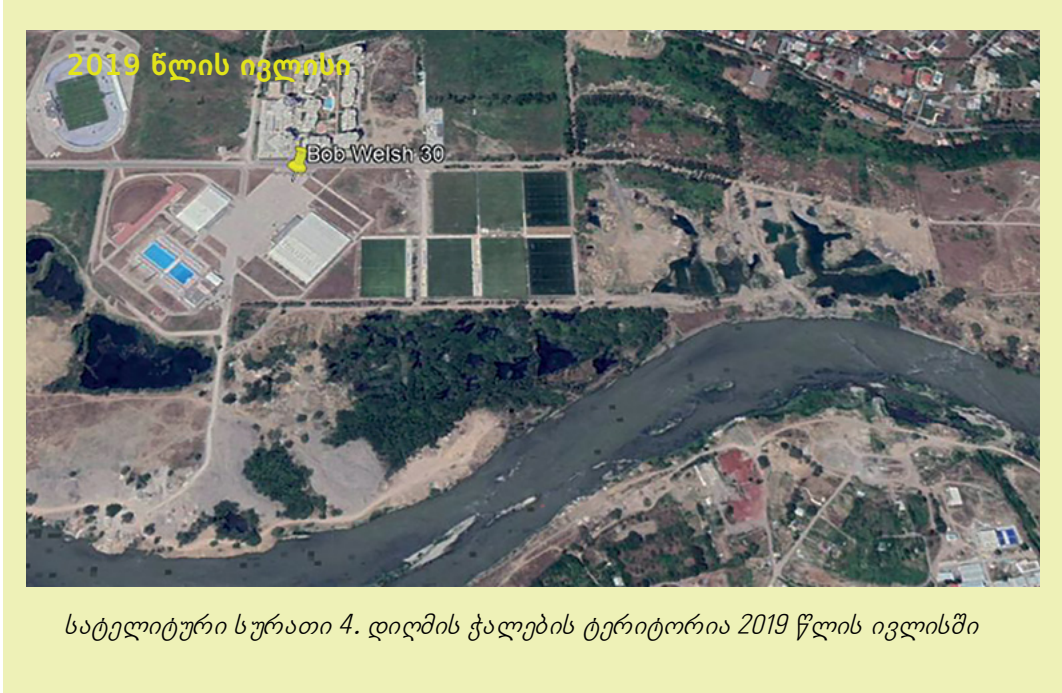 2019 წლის ივლისი
Bob Welsh 30
სატელიტური სურათი 4. დიღმის ჭალების ტერიტორია 2019 წლის ივლისში